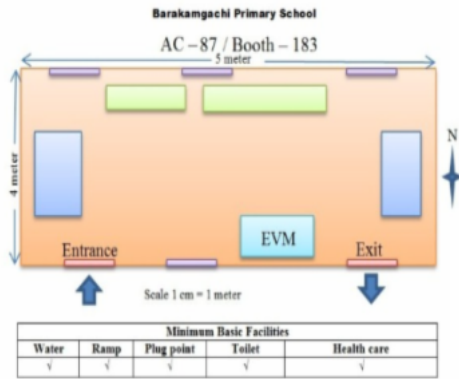 Barakamgachi Primary School
AC – 87 / Booth – 183
5 meter
4 meter
N
EVM
Entrance
Exit
Scale 1 cm = 1 meter
Minimum Basic Facilities
Water Ramp Plug point Toilet Health care
√ √ √ √ √